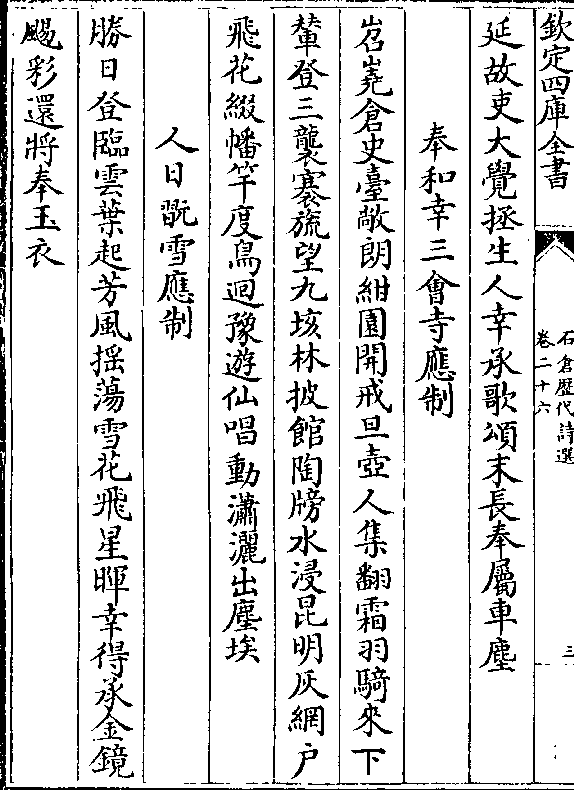 欽定四庫全書
石倉歷代詩選
卷二十六
三
延故吏大覺拯生人幸承歌頌末長奉屬車塵
奉和幸三會寺應制
岧嶤倉史臺敞朗紺園開戒旦壺人集翻霜羽騎來下
輦登三襲褰旒望九垓林披館陶牓水浸昆明灰網户
飛花綴幡竿度鳥迴豫遊仙唱動瀟灑出塵埃
人日翫雪應制
勝日登臨雲葉起芳風揺蕩雪花飛星暉幸得承金鏡
颺彩還將奉玉衣